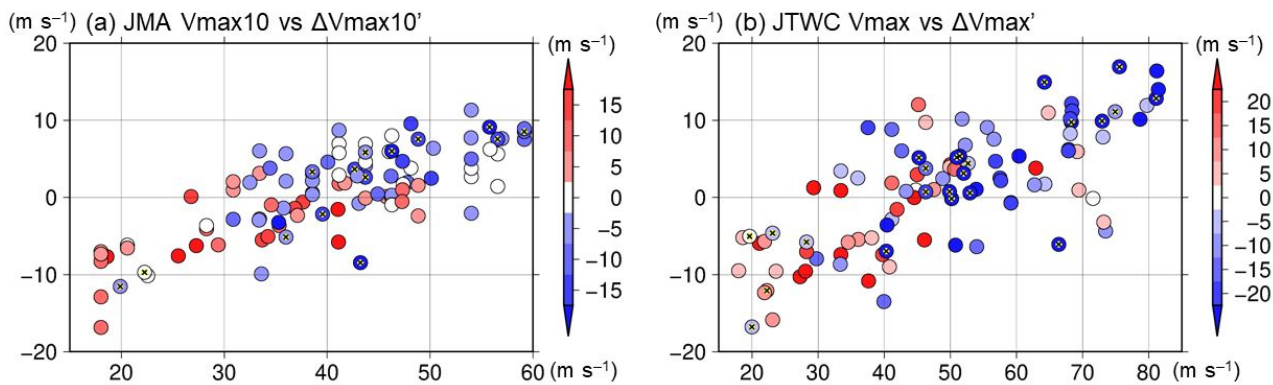 (m s⁻¹) (a) JMA Vmax10 vs ΔVmax10’ (m s⁻¹) (m s⁻¹) (b) JTWC Vmax vs ΔVmax’ (m s⁻¹)
20 20
15 20
10 10 10 15
10
5 5
0 0 0 0
−5 −5
−10 −10 −10 −10
−15
−15 −20
−20 −20
20 30 40 50 60 (m s⁻¹) 20 30 40 50 60 70 80 (m s⁻¹)